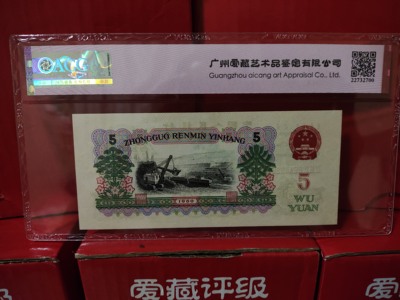 广州爱藏艺术品鉴定有限公司
Guangzhou aicang art Appraisal Co., Ltd.
22732760
5
ZHONGGUO RENMIN YINHANG
5
5
WU
YUAN
1960
爱藏评级